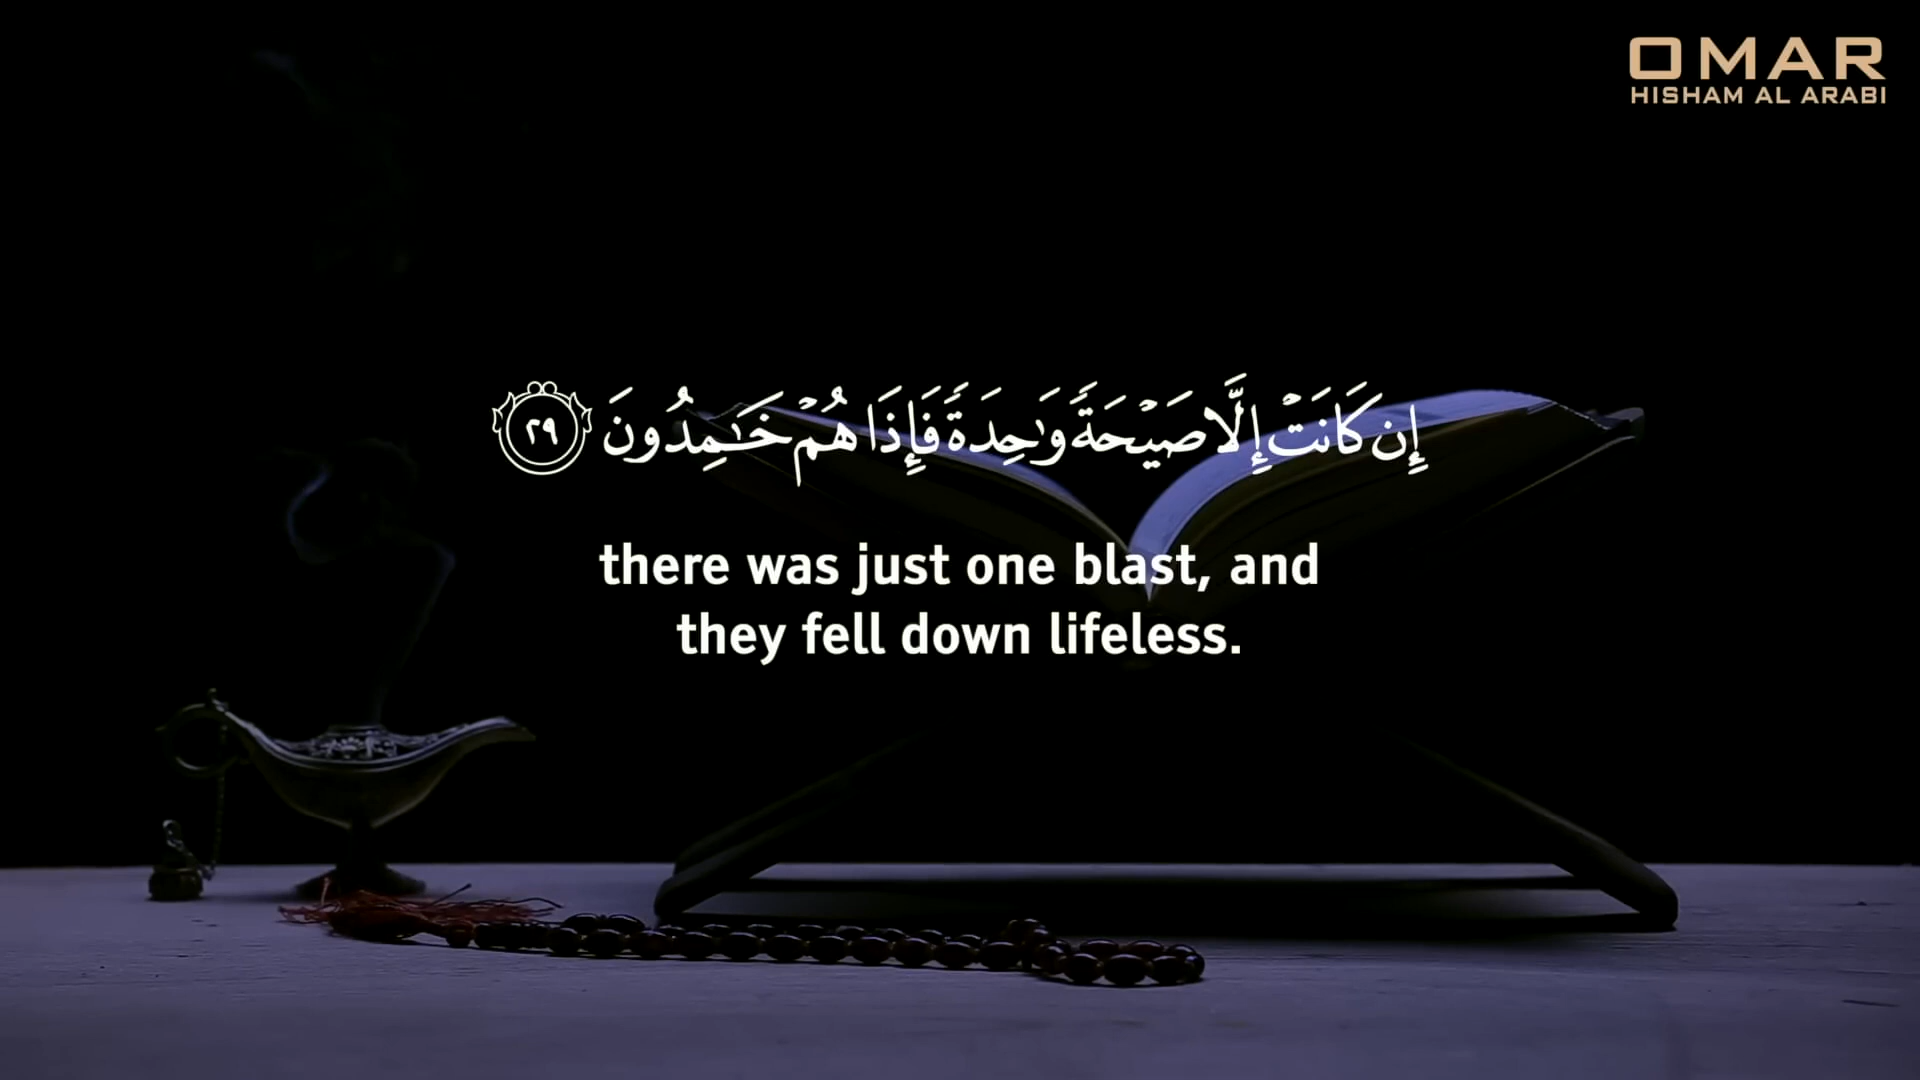 OMAR
HISHAM AL ARABI
إِن كَانَتْ إِلَّا صَيْحَةً وَٰحِدَةً فَإِذَا هُمْ خَـٰمِدُونَ ٢٩
there was just one blast, and
they fell down lifeless.